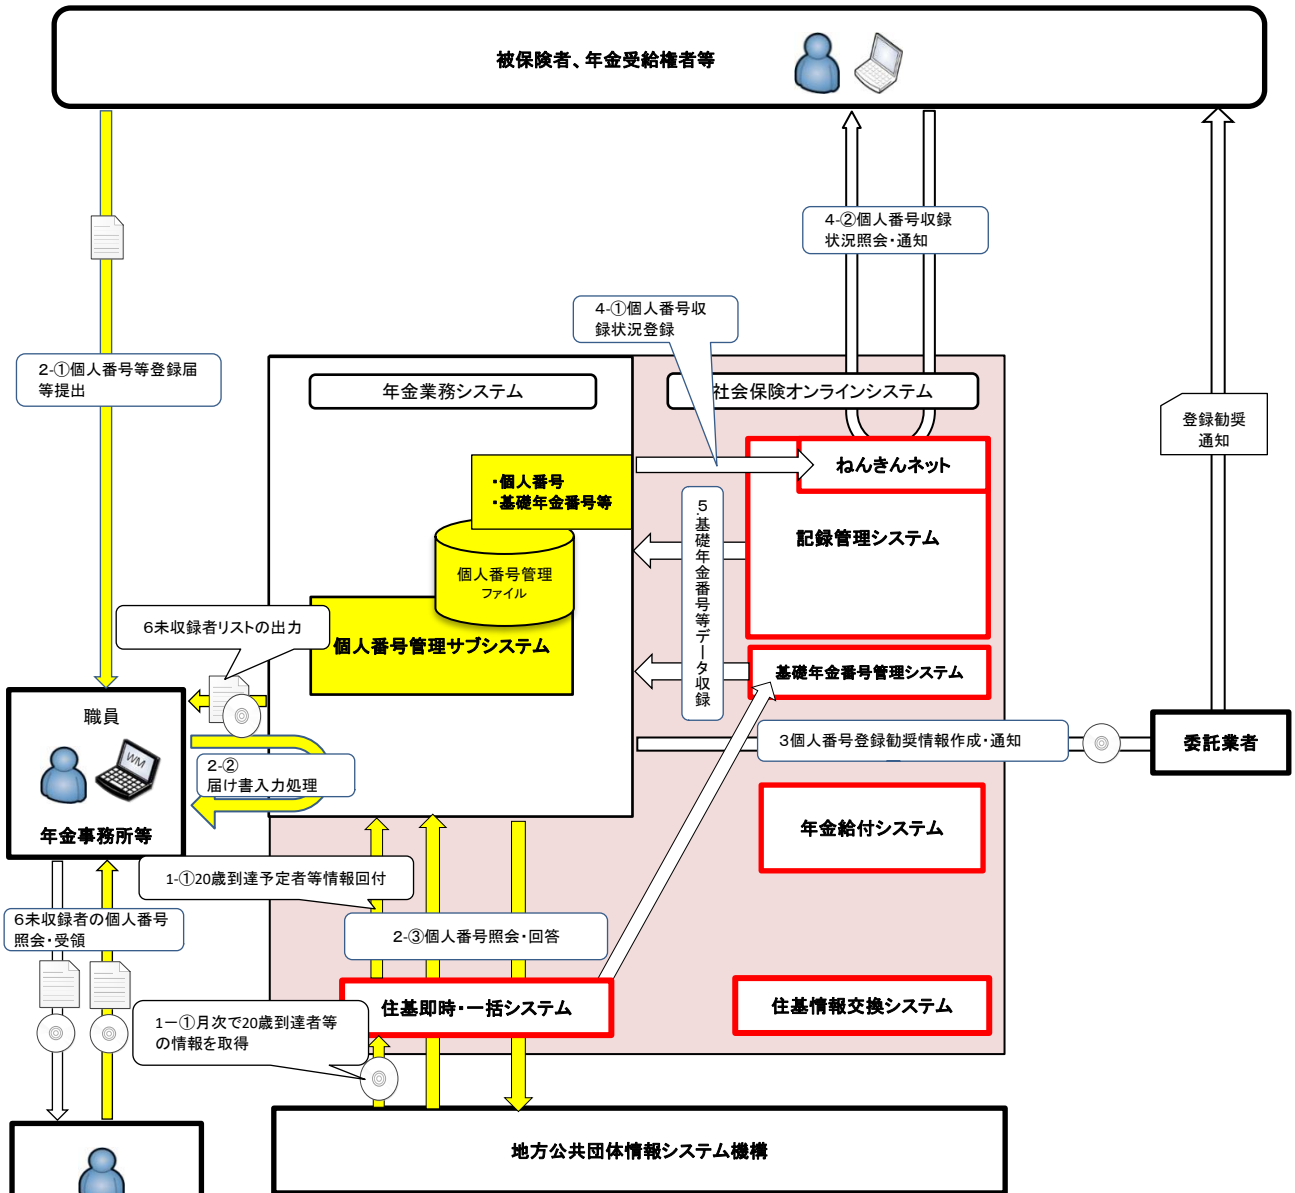 被保険者、年金受給権者等
4-②個人番号収録
状況照会・通知
4-①個人番号収
録状況登録
2-①個人番号等登録届
等提出
年金業務システム
社会保険オンラインシステム
登録勧奨
通知
ねんきんネット
・個人番号
・基礎年金番号等
記録管理システム
5.基礎年金番号等データ収録
個人番号管理
ファイル
6未収録者リストの出力
個人番号管理サブシステム
基礎年金番号管理システム
職員
WM
3個人番号登録勧奨情報作成・通知
委託業者
2-②
届け書入力処理
年金給付システム
年金事務所等
1-①20歳到達予定者等情報回付
6未収録者の個人番号
照会・受領
2-③個人番号照会・回答
住基即時・一括システム
住基情報交換システム
1ー①月次で20歳到達者等
の情報を取得
地方公共団体情報システム機構